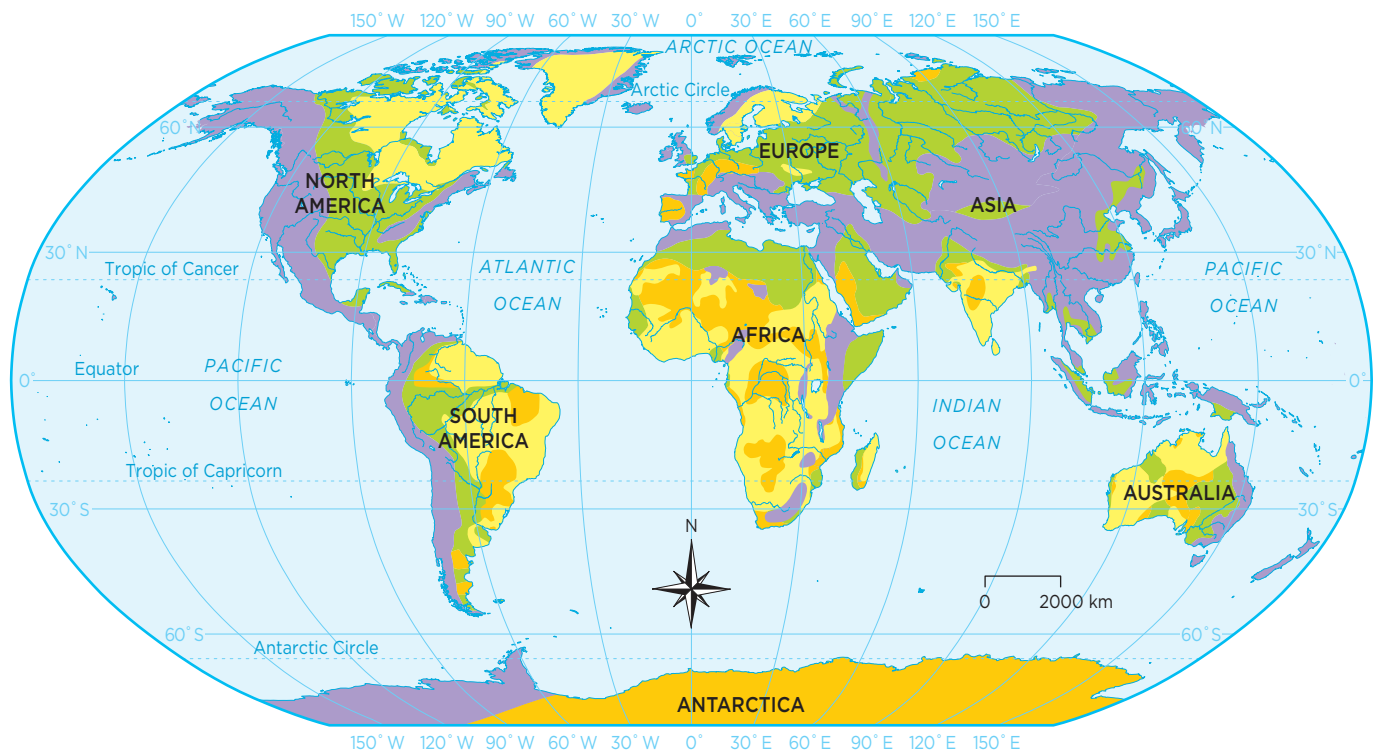 150° W 120° W 90° W 60° W 30° W 0° 30° E 60° E 90° E 120° E 150° E
ARCTIC OCEAN
Arctic Circle
60° N 60° N
EUROPE
NORTH
AMERICA
ASIA
30° N 30° N
Tropic of Cancer
ATLANTIC
OCEAN
PACIFIC
OCEAN
AFRICA
Equator
PACIFIC
OCEAN
0° 0°
SOUTH
AMERICA
INDIAN
OCEAN
Tropic of Capricorn
AUSTRALIA
30° S 30° S
N
0 2000 km
60° S 60° S
Antarctic Circle
ANTARCTICA
150° W 120° W 90° W 60° W 30° W 0° 30° E 60° E 90° E 120° E 150° E